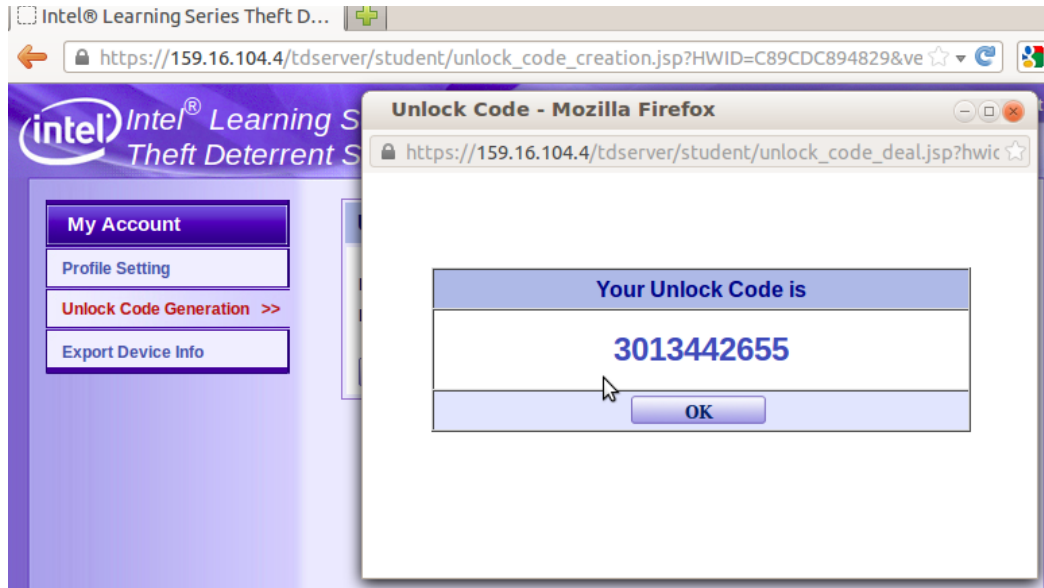 Intel® Learning Series Theft D...
https://159.16.104.4/tdserver/student/unlock_code_creation.jsp?HWID=C89CDC894829&ve
intel
Intel® Learning S
Theft Deterrent S
Unlock Code - Mozilla Firefox
https://159.16.104.4/tdserver/student/unlock_code_deal.jsp?hwic
My Account
Profile Setting
Unlock Code Generation >>
Export Device Info
Your Unlock Code is
3013442655
OK